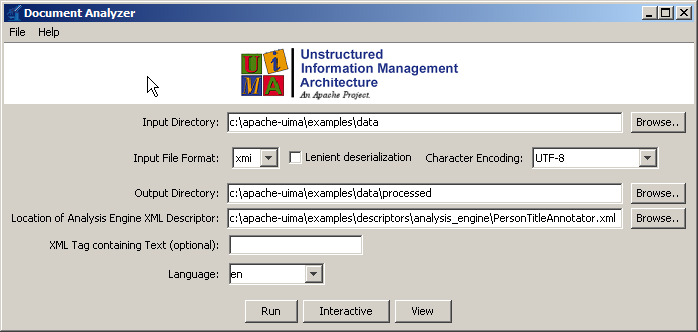 Document Analyzer
File Help
U i M A
Unstructured
Information Management
Architecture
An Apache Project.
Input Directory: c:\apache-uima\examples\data Browse..
Input File Format: xmi Lenient deserialization Character Encoding: UTF-8
Output Directory: c:\apache-uima\examples\data\processed Browse..
Location of Analysis Engine XML Descriptor: c:\apache-uima\examples\descriptors\analysis_engine\PersonTitleAnnotator.xml Browse..
XML Tag containing Text (optional):
Language: en
Run Interactive View